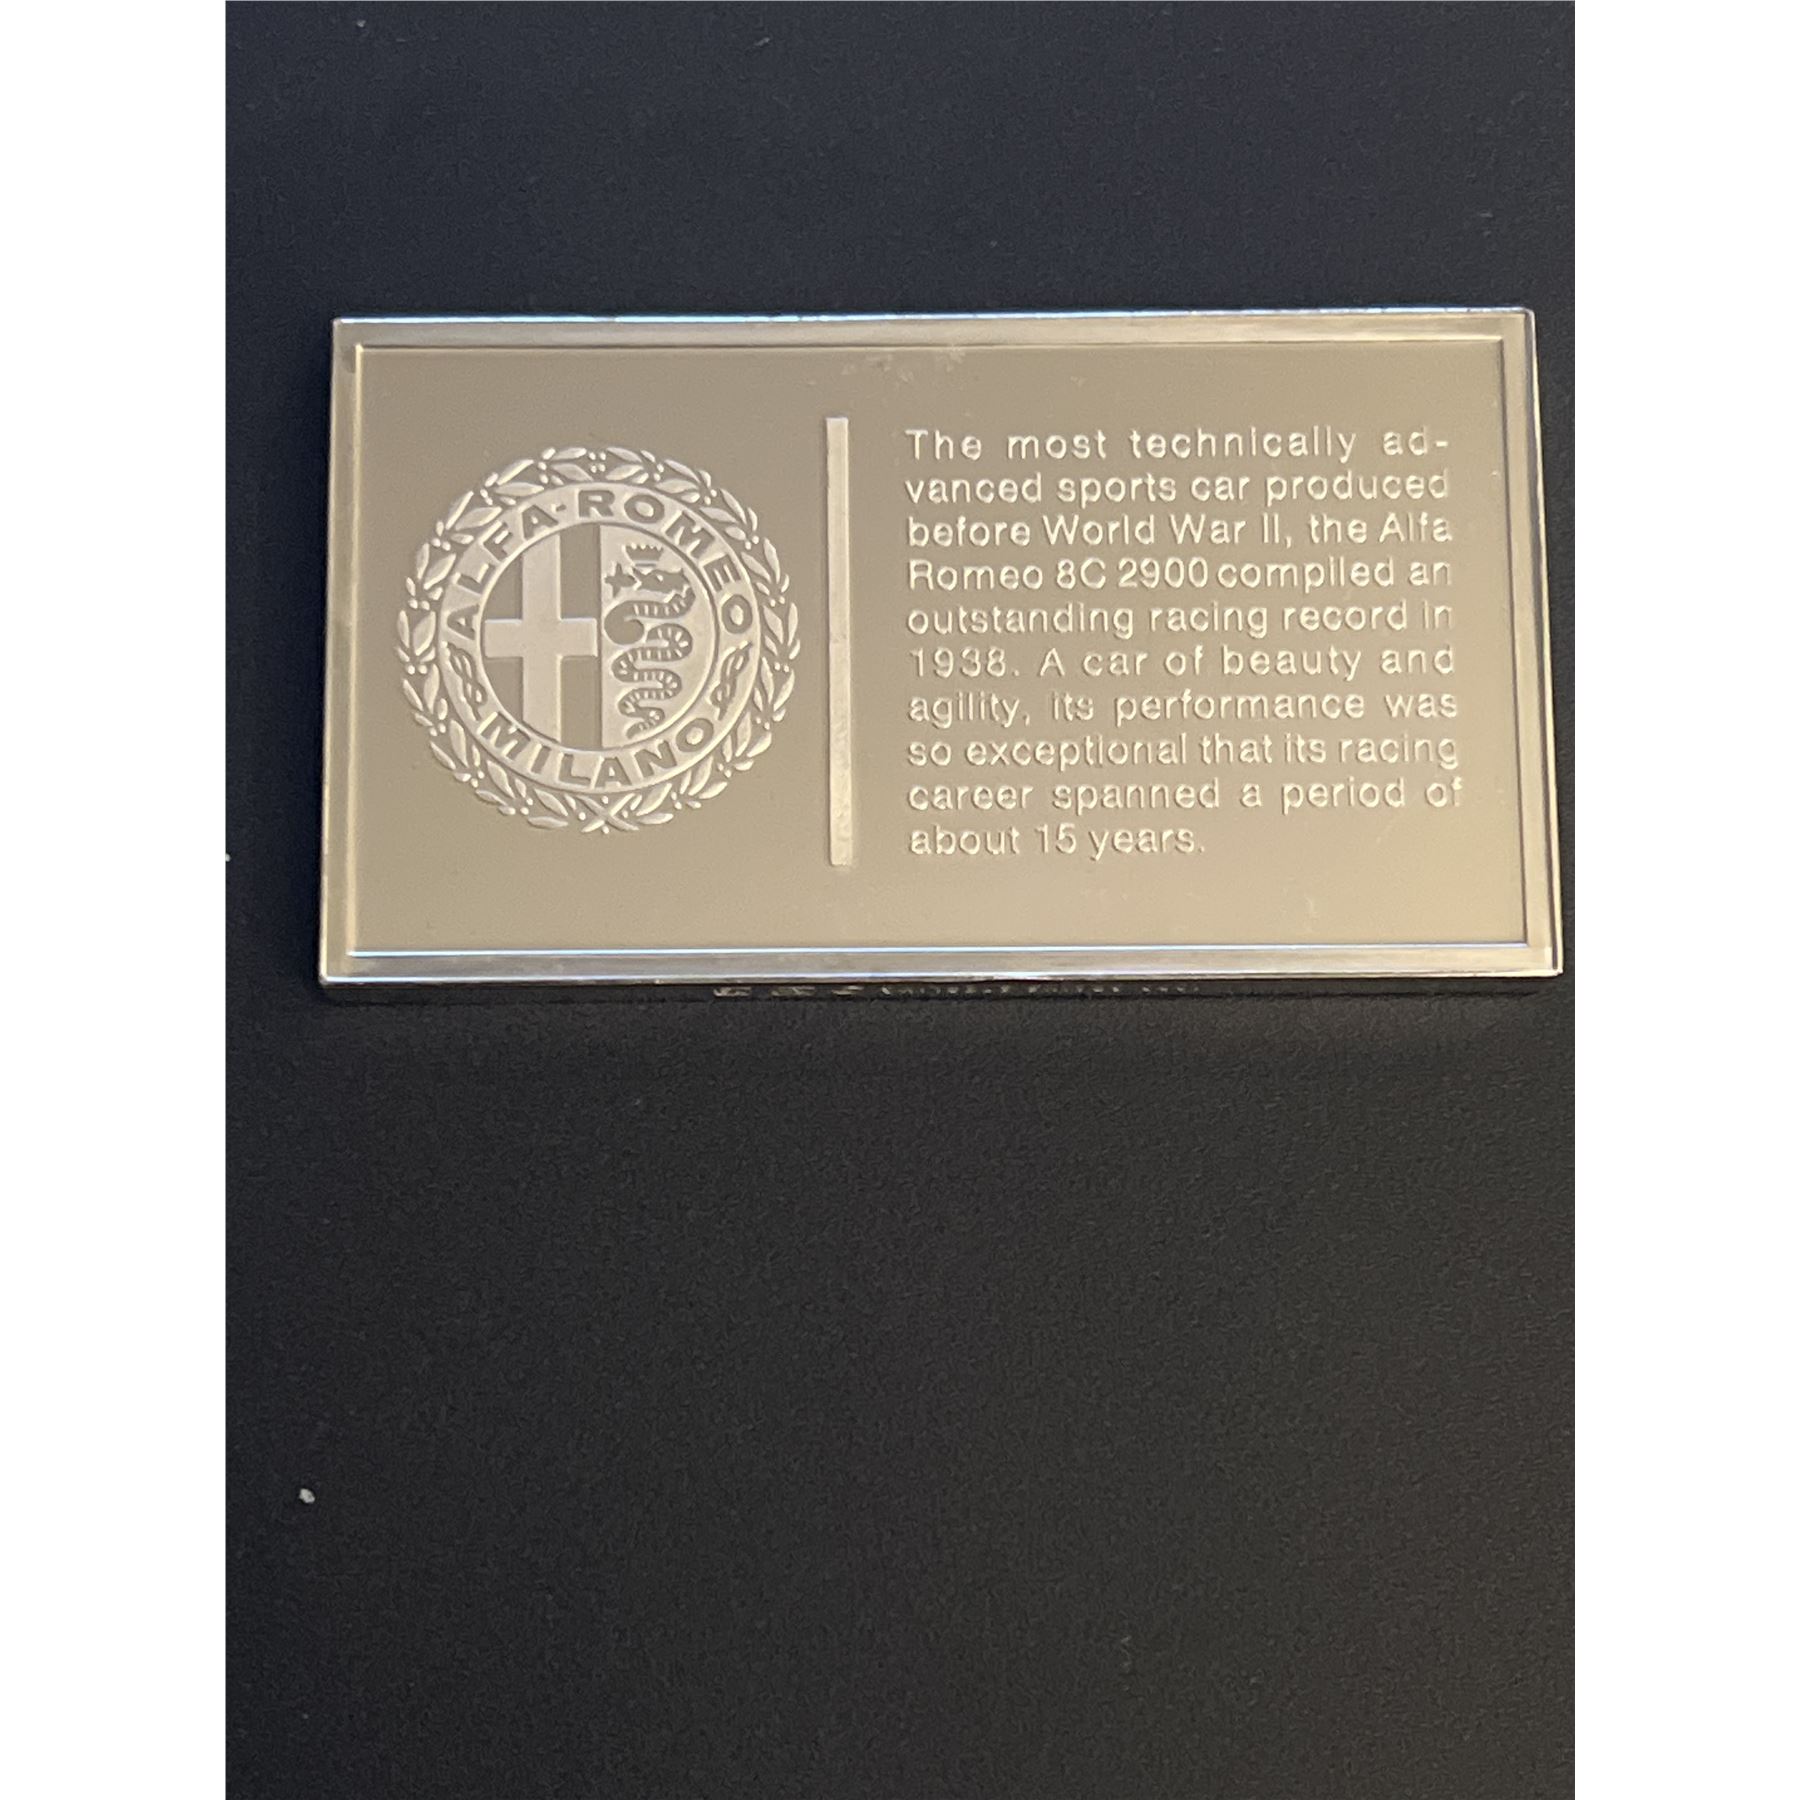 ALFA-ROMEO
MILANO
The most technically ad-
vanced sports car produced
before World War II, the Alfa
Romeo 8C 2900 compiled an
outstanding racing record in
1938. A car of beauty and
agility, its performance was
so exceptional that its racing
career spanned a period of
about 15 years.